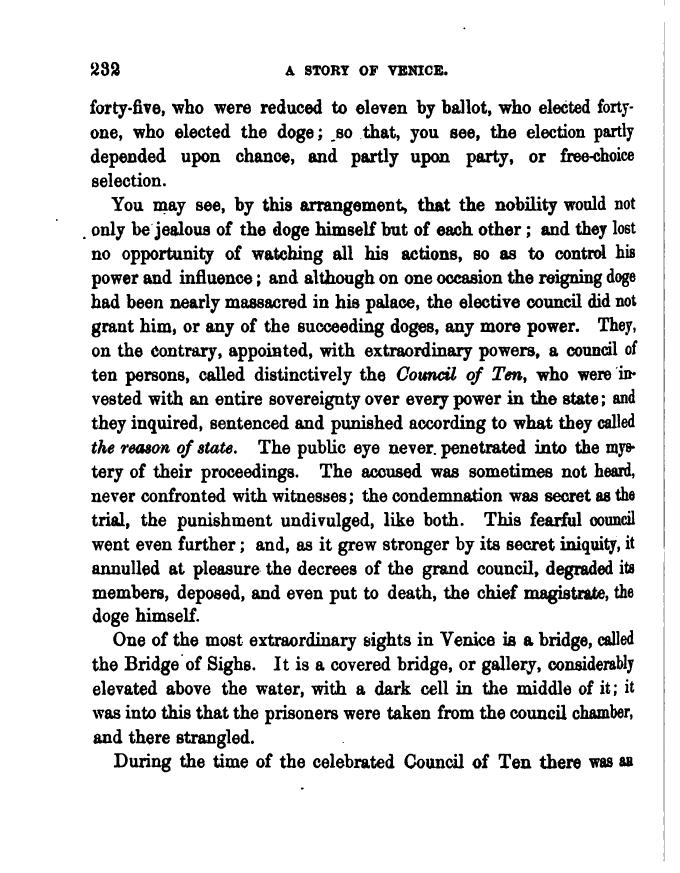 232 A STORY OF VENICE.
forty-five, who were reduced to eleven by ballot, who elected forty-
one, who elected the doge; so that, you see, the election partly
depended upon chance, and partly upon party, or free-choice
selection.
You may see, by this arrangement, that the nobility would not
only be jealous of the doge himself but of each other; and they lost
no opportunity of watching all his actions, so as to control his
power and influence; and although on one occasion the reigning doge
had been nearly massacred in his palace, the elective council did not
grant him, or any of the succeeding doges, any more power. They,
on the contrary, appointed, with extraordinary powers, a council of
ten persons, called distinctively the Council of Ten, who were in-
vested with an entire sovereignty over every power in the state; and
they inquired, sentenced and punished according to what they called
the reason of state. The public eye never penetrated into the mys-
tery of their proceedings. The accused was sometimes not heard,
never confronted with witnesses; the condemnation was secret as the
trial, the punishment undivulged, like both. This fearful council
went even further; and, as it grew stronger by its secret iniquity, it
annulled at pleasure the decrees of the grand council, degraded its
members, deposed, and even put to death, the chief magistrate, the
doge himself.
One of the most extraordinary sights in Venice is a bridge, called
the Bridge of Sighs. It is a covered bridge, or gallery, considerably
elevated above the water, with a dark cell in the middle of it; it
was into this that the prisoners were taken from the council chamber,
and there strangled.
During the time of the celebrated Council of Ten there was an